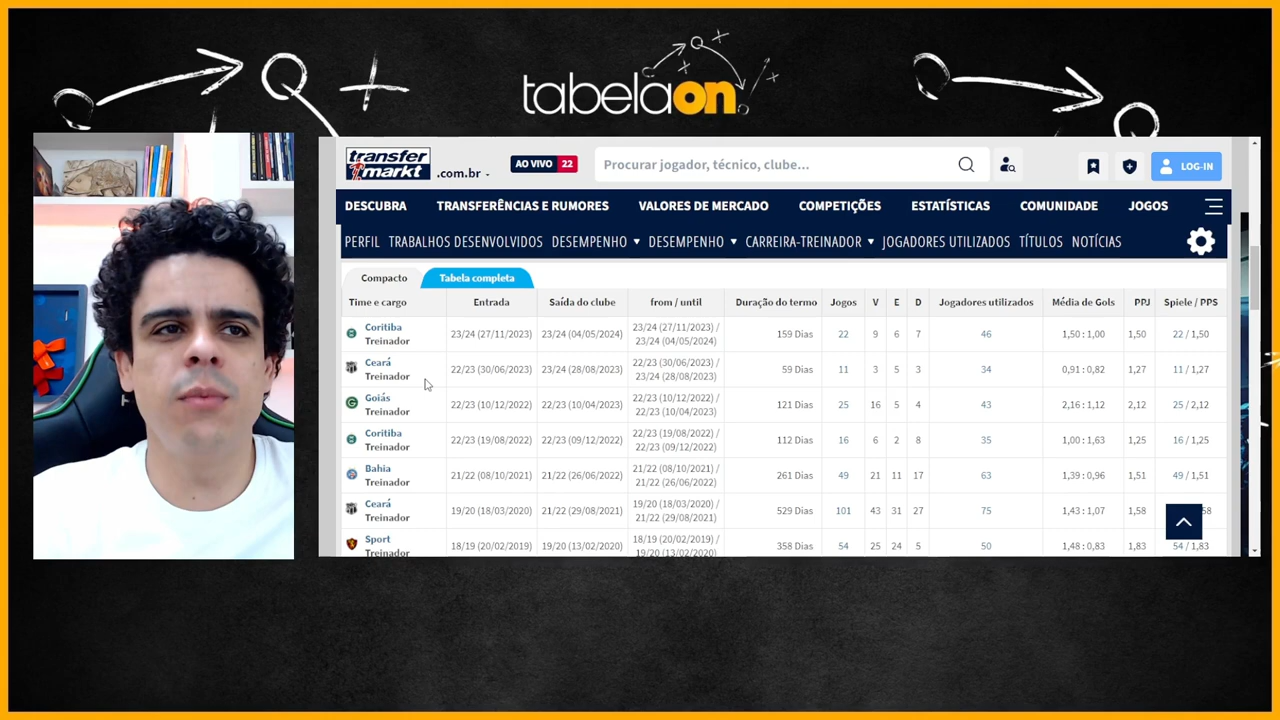 tabelaon
transfermarkt .com.br
AO VIVO 22
Procurar jogador, técnico, clube...
LOG-IN
DESCUBRA TRANSFERÊNCIAS E RUMORES VALORES DE MERCADO COMPETIÇÕES ESTATÍSTICAS COMUNIDADE JOGOS
PERFIL TRABALHOS DESENVOLVIDOS DESEMPENHO DESEMPENHO CARREIRA-TREINADOR JOGADORES UTILIZADOS TÍTULOS NOTÍCIAS
Compacto Tabela completa
Time e cargo Entrada Saída do clube from / until Duração do termo Jogos V E D Jogadores utilizados Média de Gols PPJ Spiele / PPS
Coritiba Treinador 23/24 (27/11/2023) 23/24 (04/05/2024) 23/24 (27/11/2023) / 23/24 (04/05/2024) 159 Dias 22 9 6 7 46 1,50 : 1,00 1,50 22 / 1,50
Ceará Treinador 22/23 (30/06/2023) 23/24 (28/08/2023) 22/23 (30/06/2023) / 23/24 (28/08/2023) 59 Dias 11 3 5 3 34 0,91 : 0,82 1,27 11 / 1,27
Goiás Treinador 22/23 (10/12/2022) 22/23 (10/04/2023) 22/23 (10/12/2022) / 22/23 (10/04/2023) 121 Dias 25 16 5 4 43 2,16 : 1,12 2,12 25 / 2,12
Coritiba Treinador 22/23 (19/08/2022) 22/23 (09/12/2022) 22/23 (19/08/2022) / 22/23 (09/12/2022) 112 Dias 16 6 2 8 35 1,00 : 1,63 1,25 16 / 1,25
Bahia Treinador 21/22 (08/10/2021) 21/22 (26/06/2022) 21/22 (08/10/2021) / 21/22 (26/06/2022) 261 Dias 49 21 11 17 63 1,39 : 0,96 1,51 49 / 1,51
Ceará Treinador 19/20 (18/03/2020) 21/22 (29/08/2021) 19/20 (18/03/2020) / 21/22 (29/08/2021) 529 Dias 101 43 31 27 75 1,43 : 1,07 1,58 58
Sport Treinador 18/19 (20/02/2019) 19/20 (13/02/2020) 18/19 (20/02/2019) / 19/20 (13/02/2020) 358 Dias 54 25 24 5 50 1,48 : 0,83 1,83 54 / 1,83